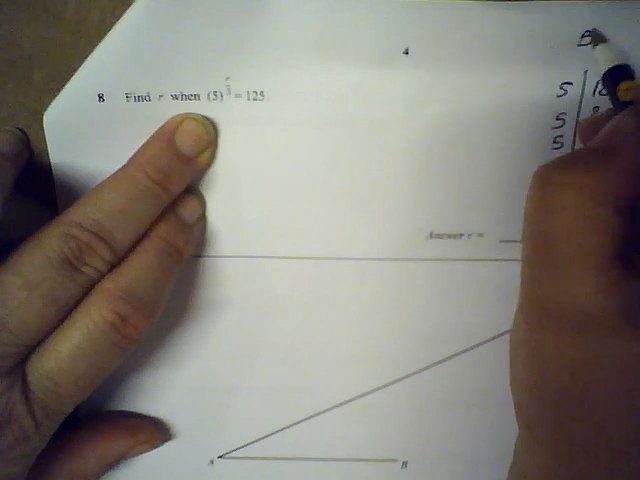 4
8 Find r when (5)^{r/3} = 125.
5
5
5
Answer r =
A B